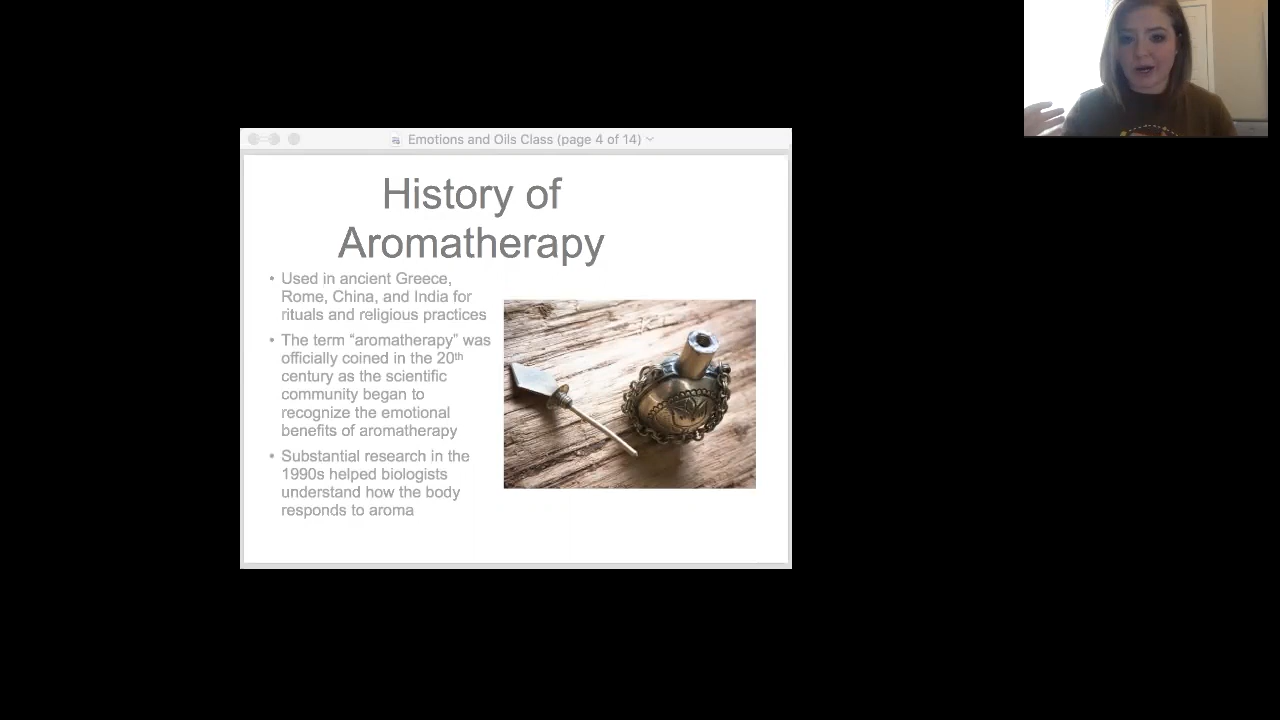 Emotions and Oils Class (page 4 of 14)
History of
Aromatherapy
• Used in ancient Greece,
Rome, China, and India for
rituals and religious practices
• The term “aromatherapy” was
officially coined in the 20th
century as the scientific
community began to
recognize the emotional
benefits of aromatherapy
• Substantial research in the
1990s helped biologists
understand how the body
responds to aroma